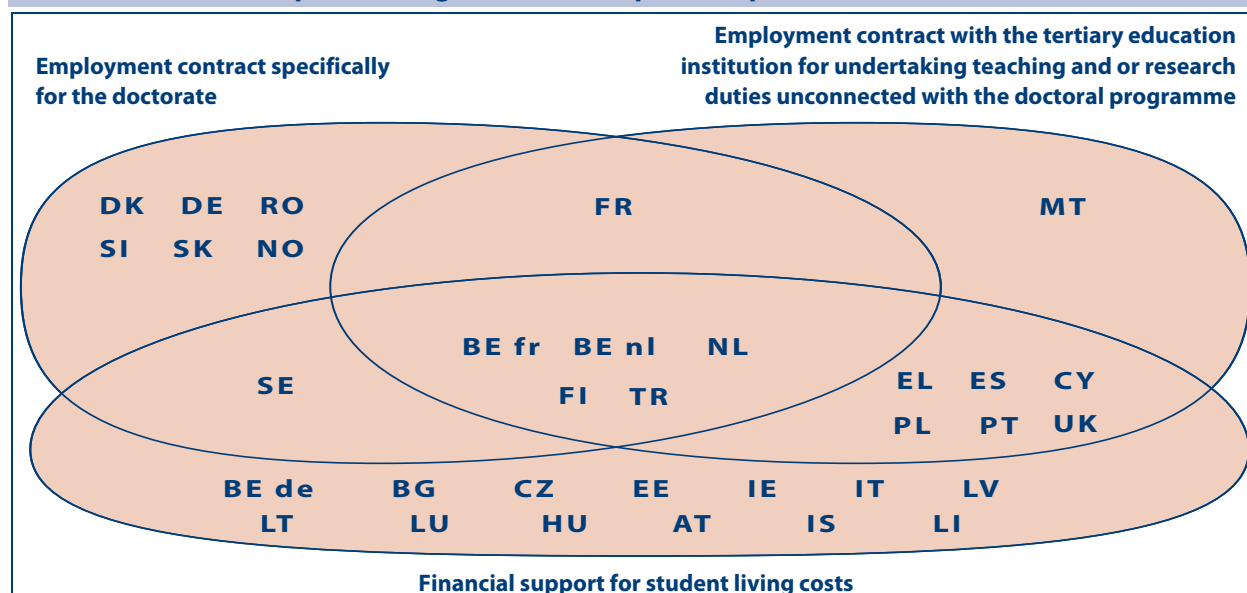 Employment contract specifically
for the doctorate
Employment contract with the tertiary education
institution for undertaking teaching and or research
duties unconnected with the doctoral programme
DK DE RO
SI SK NO
FR
MT
BE fr BE nl NL
FI TR
SE
EL ES CY
PL PT UK
BE de BG CZ EE IE IT LV
LT LU HU AT IS LI
Financial support for student living costs